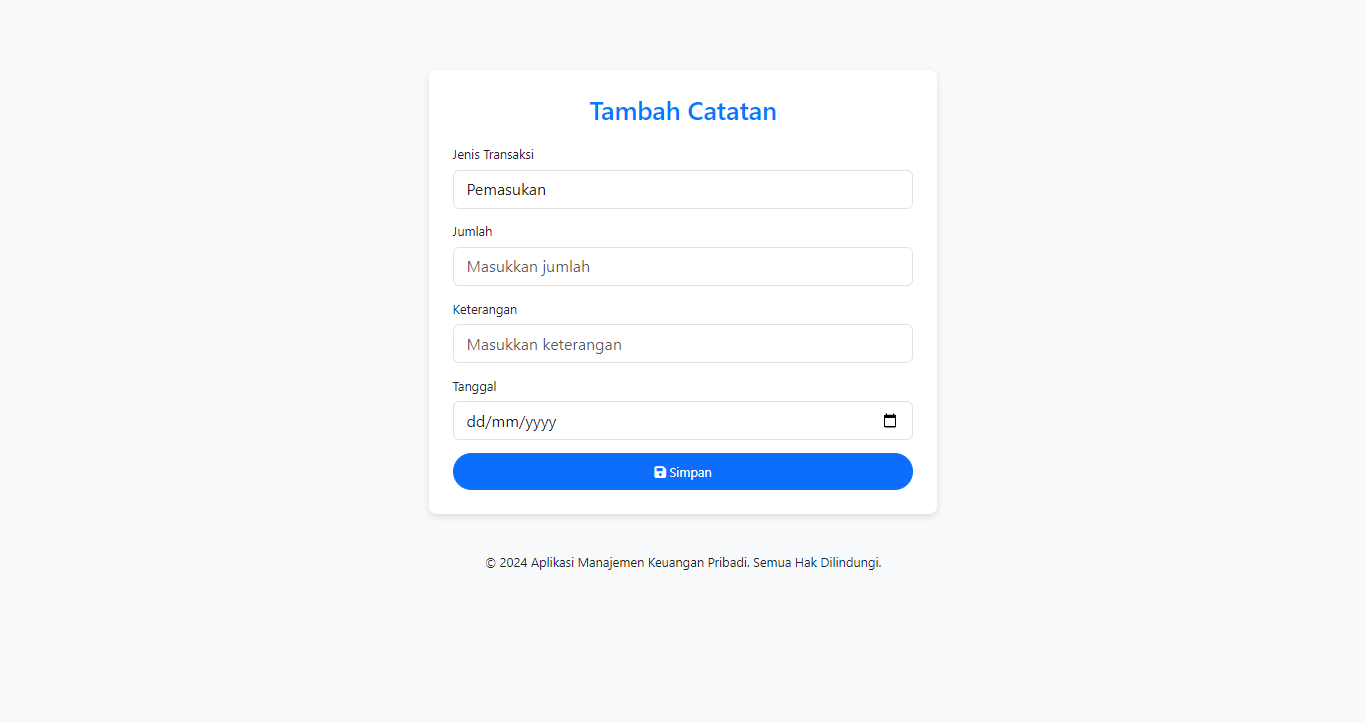 Tambah Catatan
Jenis Transaksi
Pemasukan
Jumlah
Masukkan jumlah
Keterangan
Masukkan keterangan
Tanggal
dd/mm/yyyy
Simpan
© 2024 Aplikasi Manajemen Keuangan Pribadi. Semua Hak Dilindungi.